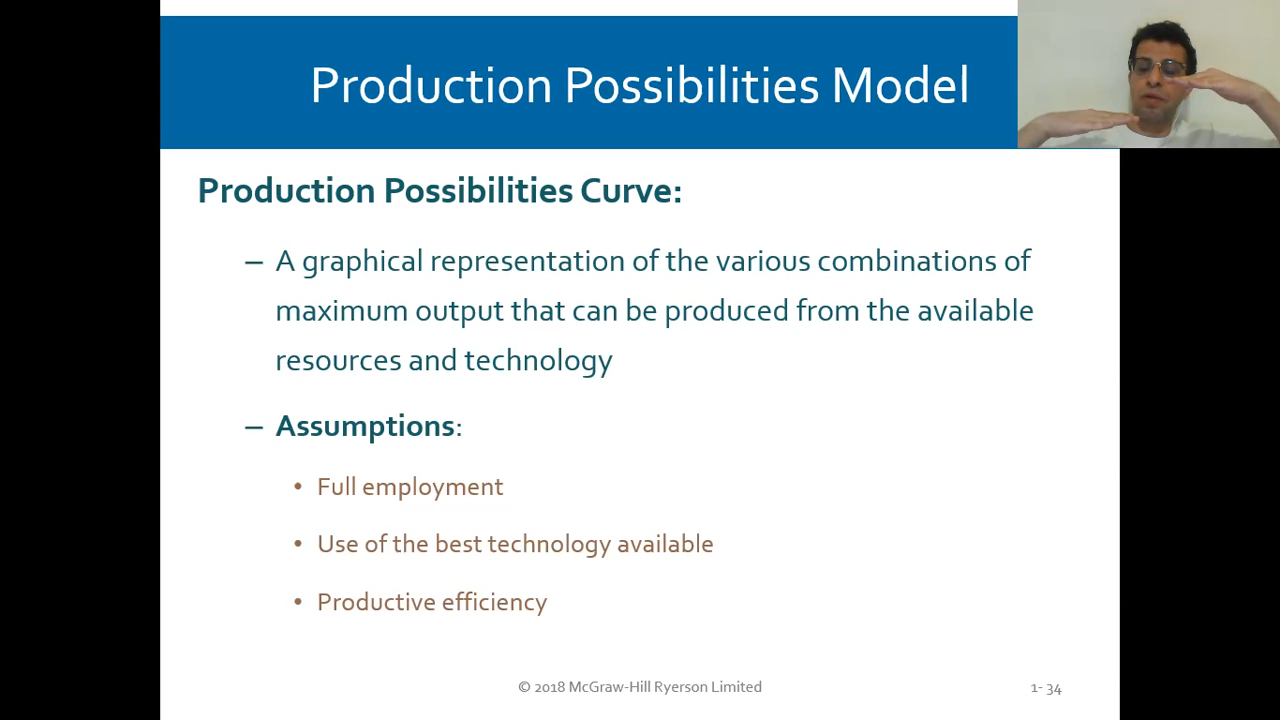 Production Possibilities Model
Production Possibilities Curve:
– A graphical representation of the various combinations of
maximum output that can be produced from the available
resources and technology
– Assumptions:
• Full employment
• Use of the best technology available
• Productive efficiency
© 2018 McGraw-Hill Ryerson Limited
1- 34